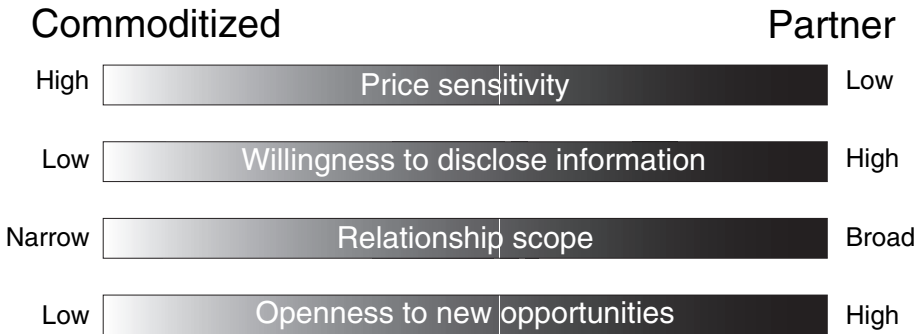 Commoditized Partner
High Price sensitivity Low
Low Willingness to disclose information High
Narrow Relationship scope Broad
Low Openness to new opportunities High